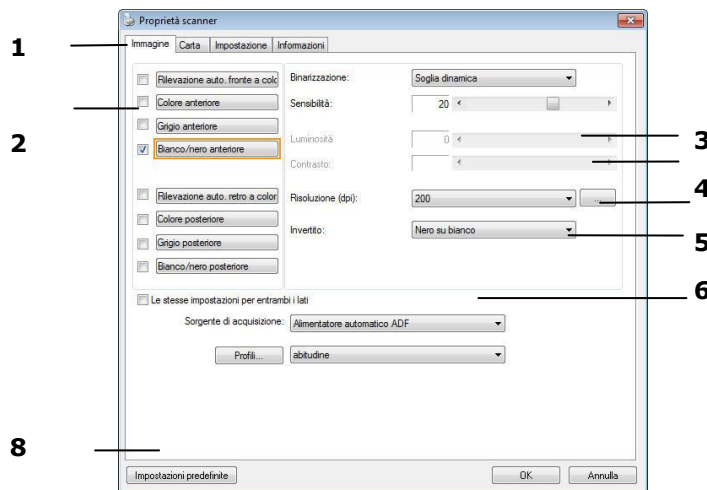 Proprietà scanner
1
Immagine Carta Impostazione Informazioni
Rilevazione auto. fronte a colo
Binarizzazione: Soglia dinamica
Colore anteriore
Sensibilità: 20
Grigio anteriore
2
Luminosità 0
3
Bianco/nero anteriore
Contrasto:
4
Rilevazione auto. retro a color
Risoluzione (dpi): 200 ...
Colore posteriore
Invertito: Nero su bianco
5
Grigio posteriore
Bianco/nero posteriore
6
Le stesse impostazioni per entrambi i lati
Sorgente di acquisizione: Alimentatore automatico ADF
Profili... abitudine
8
Impostazioni predefinite OK Annulla